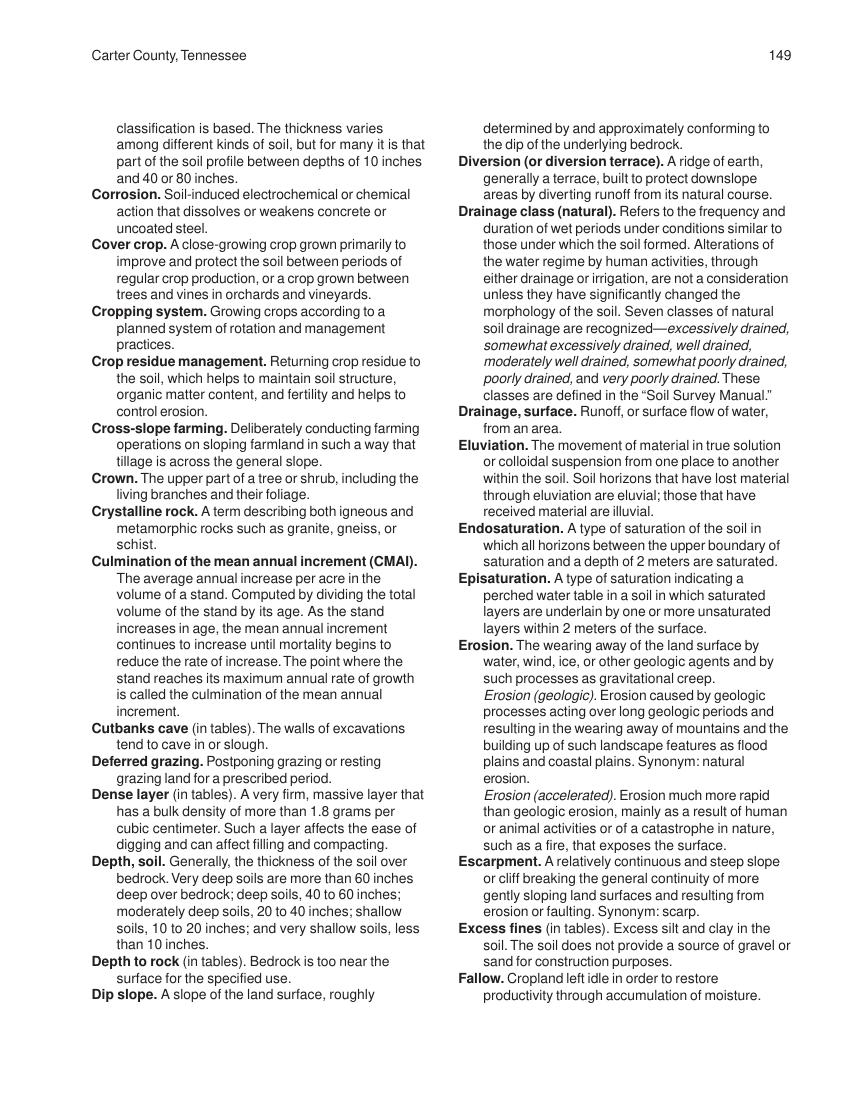 Carter County, Tennessee
149
classification is based. The thickness varies
among different kinds of soil, but for many it is that
part of the soil profile between depths of 10 inches
and 40 or 80 inches.
Corrosion. Soil-induced electrochemical or chemical
action that dissolves or weakens concrete or
uncoated steel.
Cover crop. A close-growing crop grown primarily to
improve and protect the soil between periods of
regular crop production, or a crop grown between
trees and vines in orchards and vineyards.
Cropping system. Growing crops according to a
planned system of rotation and management
practices.
Crop residue management. Returning crop residue to
the soil, which helps to maintain soil structure,
organic matter content, and fertility and helps to
control erosion.
Cross-slope farming. Deliberately conducting farming
operations on sloping farmland in such a way that
tillage is across the general slope.
Crown. The upper part of a tree or shrub, including the
living branches and their foliage.
Crystalline rock. A term describing both igneous and
metamorphic rocks such as granite, gneiss, or
schist.
Culmination of the mean annual increment (CMAI).
The average annual increase per acre in the
volume of a stand. Computed by dividing the total
volume of the stand by its age. As the stand
increases in age, the mean annual increment
continues to increase until mortality begins to
reduce the rate of increase. The point where the
stand reaches its maximum annual rate of growth
is called the culmination of the mean annual
increment.
Cutbanks cave (in tables). The walls of excavations
tend to cave in or slough.
Deferred grazing. Postponing grazing or resting
grazing land for a prescribed period.
Dense layer (in tables). A very firm, massive layer that
has a bulk density of more than 1.8 grams per
cubic centimeter. Such a layer affects the ease of
digging and can affect filling and compacting.
Depth, soil. Generally, the thickness of the soil over
bedrock. Very deep soils are more than 60 inches
deep over bedrock; deep soils, 40 to 60 inches;
moderately deep soils, 20 to 40 inches; shallow
soils, 10 to 20 inches; and very shallow soils, less
than 10 inches.
Depth to rock (in tables). Bedrock is too near the
surface for the specified use.
Dip slope. A slope of the land surface, roughly
determined by and approximately conforming to
the dip of the underlying bedrock.
Diversion (or diversion terrace). A ridge of earth,
generally a terrace, built to protect downslope
areas by diverting runoff from its natural course.
Drainage class (natural). Refers to the frequency and
duration of wet periods under conditions similar to
those under which the soil formed. Alterations of
the water regime by human activities, through
either drainage or irrigation, are not a consideration
unless they have significantly changed the
morphology of the soil. Seven classes of natural
soil drainage are recognized—excessively drained,
somewhat excessively drained, well drained,
moderately well drained, somewhat poorly drained,
poorly drained, and very poorly drained. These
classes are defined in the “Soil Survey Manual.”
Drainage, surface. Runoff, or surface flow of water,
from an area.
Eluviation. The movement of material in true solution
or colloidal suspension from one place to another
within the soil. Soil horizons that have lost material
through eluviation are eluvial; those that have
received material are illuvial.
Endosaturation. A type of saturation of the soil in
which all horizons between the upper boundary of
saturation and a depth of 2 meters are saturated.
Episaturation. A type of saturation indicating a
perched water table in a soil in which saturated
layers are underlain by one or more unsaturated
layers within 2 meters of the surface.
Erosion. The wearing away of the land surface by
water, wind, ice, or other geologic agents and by
such processes as gravitational creep.
Erosion (geologic). Erosion caused by geologic
processes acting over long geologic periods and
resulting in the wearing away of mountains and the
building up of such landscape features as flood
plains and coastal plains. Synonym: natural
erosion.
Erosion (accelerated). Erosion much more rapid
than geologic erosion, mainly as a result of human
or animal activities or of a catastrophe in nature,
such as a fire, that exposes the surface.
Escarpment. A relatively continuous and steep slope
or cliff breaking the general continuity of more
gently sloping land surfaces and resulting from
erosion or faulting. Synonym: scarp.
Excess fines (in tables). Excess silt and clay in the
soil. The soil does not provide a source of gravel or
sand for construction purposes.
Fallow. Cropland left idle in order to restore
productivity through accumulation of moisture.